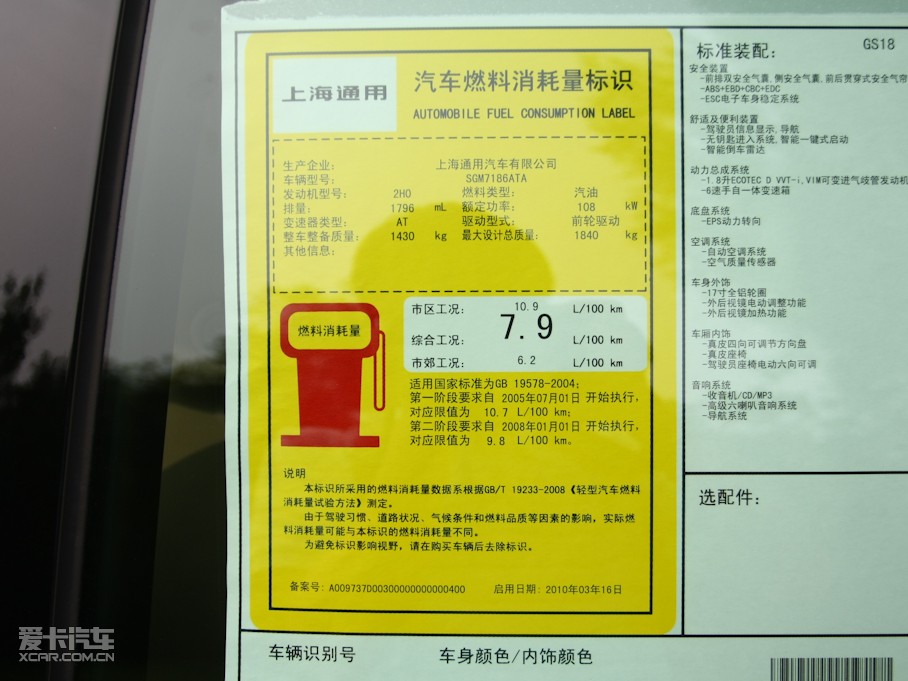 上海通用
汽车燃料消耗量标识
AUTOMOBILE FUEL CONSUMPTION LABEL
生产企业： 上海通用汽车有限公司
车辆型号： SGM7186ATA
发动机型号： 2H0 燃料类型： 汽油
排量： 1796 mL 额定功率： 108 kW
变速器类型： AT 驱动型式： 前轮驱动
整车整备质量： 1430 kg 最大设计总质量： 1840 kg
其他信息：
燃料消耗量
市区工况： 10.9 L/100 km
综合工况： 7.9 L/100 km
市郊工况： 6.2 L/100 km
适用国家标准为GB 19578-2004；
第一阶段要求自 2005年07月01日 开始执行，
对应限值为 10.7 L/100 km；
第二阶段要求自 2008年01月01日 开始执行，
对应限值为 9.8 L/100 km。
说明
本标识所采用的燃料消耗量数据系根据GB/T 19233-2008《轻型汽车燃料
消耗量试验方法》测定。
由于驾驶习惯、道路状况、气候条件和燃料品质等因素的影响，实际燃
料消耗量可能与本标识的燃料消耗量不同。
为避免标识影响视野，请在购买车辆后去除标识。
备案号：A009737D003000000000000400 启用日期：2010年03月16日
标准装配： GS18
安全装置
-前排双安全气囊,侧安全气囊,前后贯穿式安全气帘
-ABS+EBD+CBC+EDC
-ESC电子车身稳定系统
舒适及便利装置
-驾驶员信息显示,导航
-无钥匙进入系统,智能一键式启动
-智能倒车雷达
动力总成系统
-1.8升ECOTEC D VVT-i,VIM可变进气歧管发动机
-6速手自一体变速箱
底盘系统
-EPS动力转向
空调系统
-自动空调系统
-空气质量传感器
车身外饰
-17寸全铝轮圈
-外后视镜电动调整功能
-外后视镜加热功能
车厢内饰
-真皮四向可调节方向盘
-真皮座椅
-驾驶员座椅电动六向可调
音响系统
-收音机/CD/MP3
-高级六喇叭音响系统
-导航系统
选配件：
车辆识别号 车身颜色/内饰颜色
爱卡汽车
XCAR.COM.CN